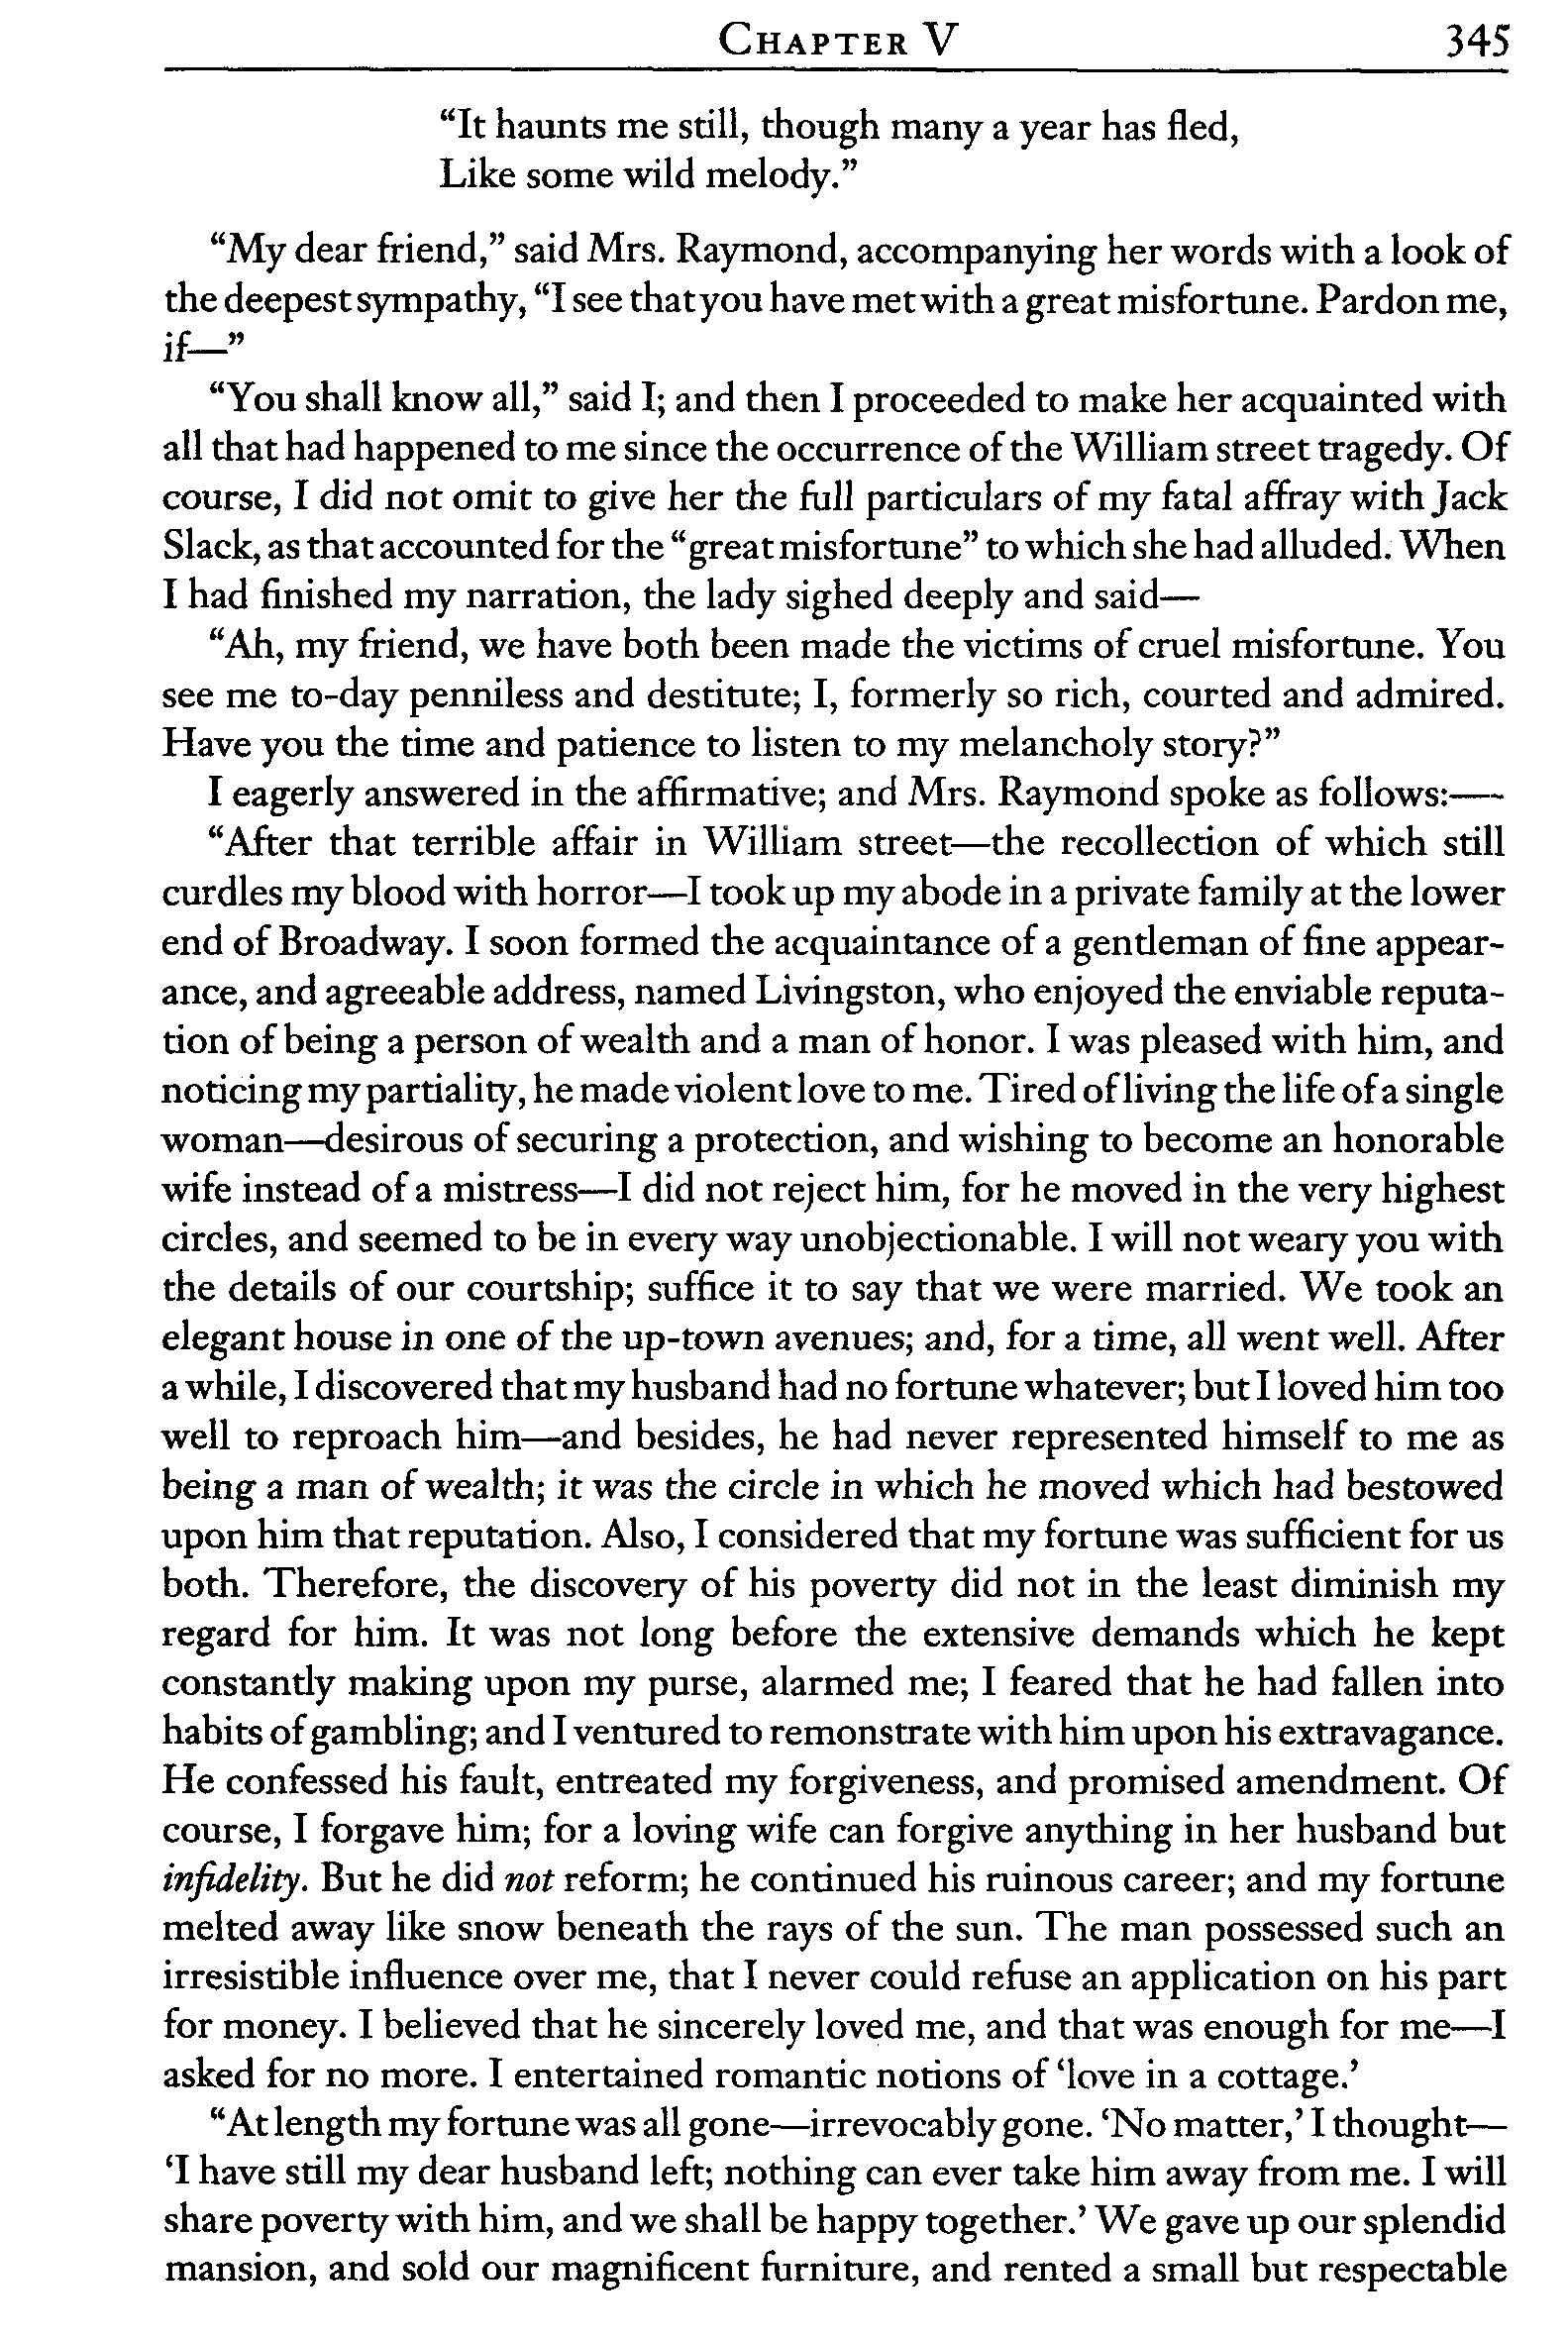 CHAPTER V 345
“It haunts me still, though many a year has fled,
Like some wild melody.”
“My dear friend,” said Mrs. Raymond, accompanying her words with a look of
the deepest sympathy, “I see that you have met with a great misfortune. Pardon me,
if—”
“You shall know all,” said I; and then I proceeded to make her acquainted with
all that had happened to me since the occurrence of the William street tragedy. Of
course, I did not omit to give her the full particulars of my fatal affray with Jack
Slack, as that accounted for the “great misfortune” to which she had alluded. When
I had finished my narration, the lady sighed deeply and said—
“Ah, my friend, we have both been made the victims of cruel misfortune. You
see me to-day penniless and destitute; I, formerly so rich, courted and admired.
Have you the time and patience to listen to my melancholy story?”
I eagerly answered in the affirmative; and Mrs. Raymond spoke as follows:—
“After that terrible affair in William street—the recollection of which still
curdles my blood with horror—I took up my abode in a private family at the lower
end of Broadway. I soon formed the acquaintance of a gentleman of fine appear-
ance, and agreeable address, named Livingston, who enjoyed the enviable reputa-
tion of being a person of wealth and a man of honor. I was pleased with him, and
noticing my partiality, he made violent love to me. Tired of living the life of a single
woman—desirous of securing a protection, and wishing to become an honorable
wife instead of a mistress—I did not reject him, for he moved in the very highest
circles, and seemed to be in every way unobjectionable. I will not weary you with
the details of our courtship; suffice it to say that we were married. We took an
elegant house in one of the up-town avenues; and, for a time, all went well. After
a while, I discovered that my husband had no fortune whatever; but I loved him too
well to reproach him—and besides, he had never represented himself to me as
being a man of wealth; it was the circle in which he moved which had bestowed
upon him that reputation. Also, I considered that my fortune was sufficient for us
both. Therefore, the discovery of his poverty did not in the least diminish my
regard for him. It was not long before the extensive demands which he kept
constantly making upon my purse, alarmed me; I feared that he had fallen into
habits of gambling; and I ventured to remonstrate with him upon his extravagance.
He confessed his fault, entreated my forgiveness, and promised amendment. Of
course, I forgave him; for a loving wife can forgive anything in her husband but
infidelity. But he did not reform; he continued his ruinous career; and my fortune
melted away like snow beneath the rays of the sun. The man possessed such an
irresistible influence over me, that I never could refuse an application on his part
for money. I believed that he sincerely loved me, and that was enough for me—I
asked for no more. I entertained romantic notions of ‘love in a cottage.’
“At length my fortune was all gone—irrevocably gone. ‘No matter,’ I thought—
‘I have still my dear husband left; nothing can ever take him away from me. I will
share poverty with him, and we shall be happy together.’ We gave up our splendid
mansion, and sold our magnificent furniture, and rented a small but respectable